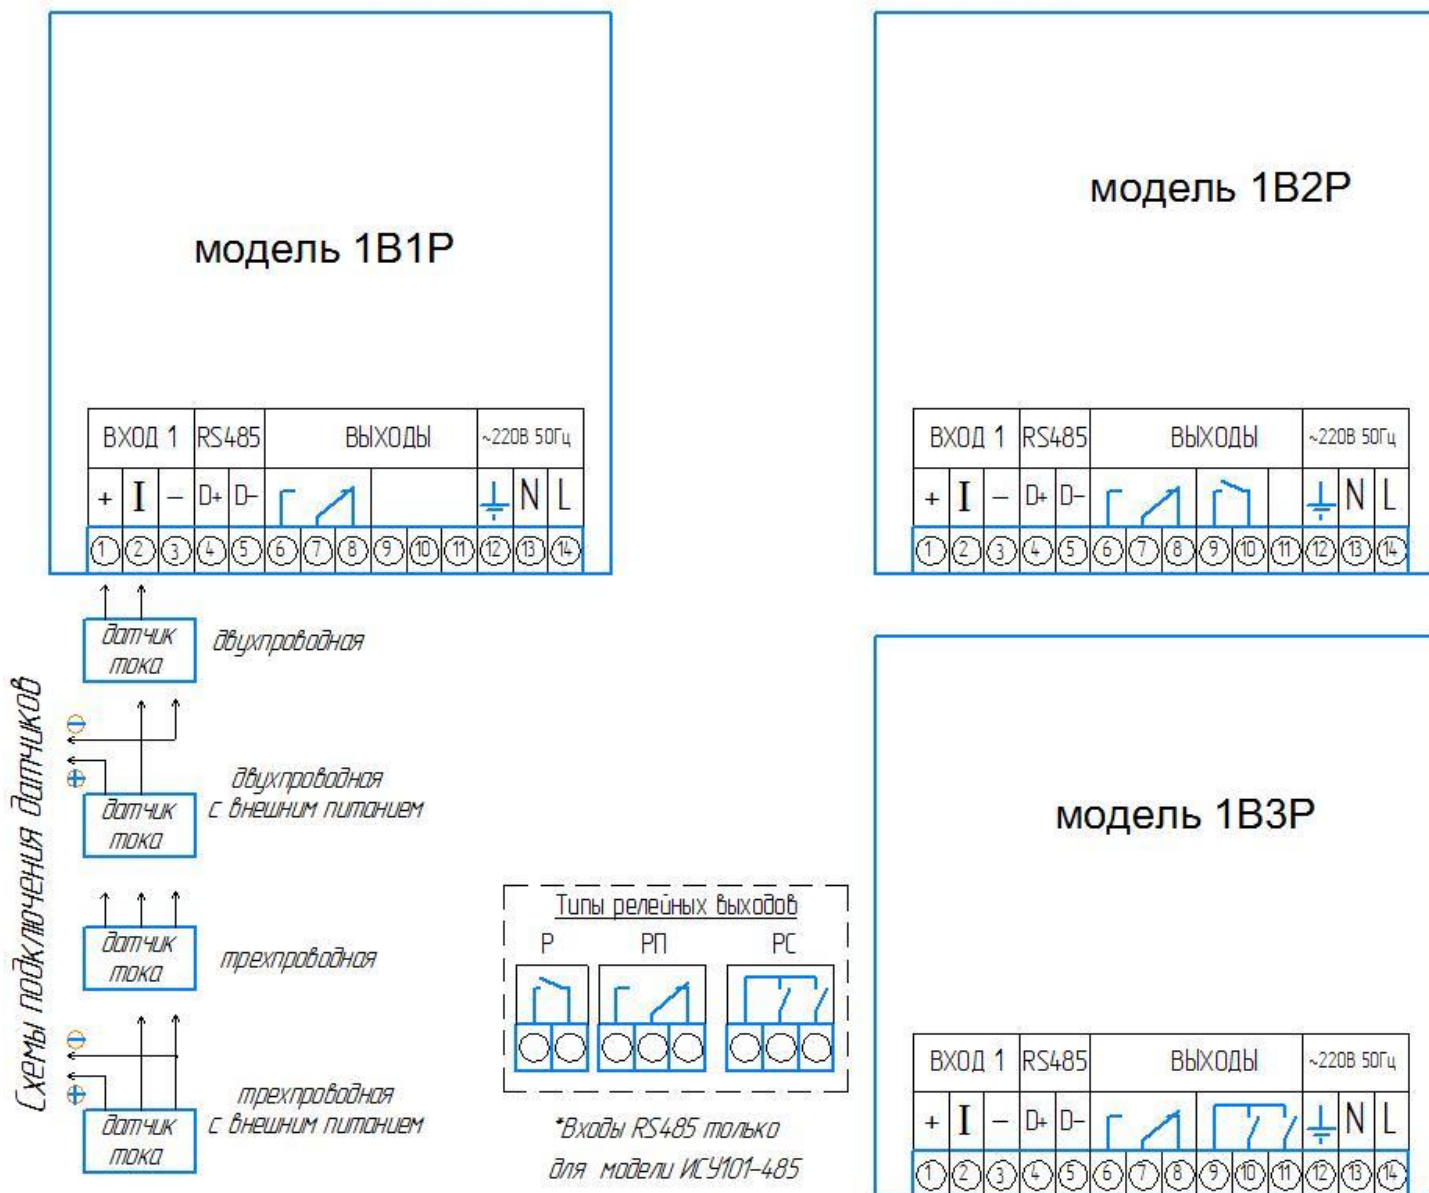 модель 1В1Р
ВХОД 1 RS485 ВЫХОДЫ ~220В 50Гц
+ I − D+ D− N L
1 2 3 4 5 6 7 8 9 10 11 12 13 14
модель 1В2Р
ВХОД 1 RS485 ВЫХОДЫ ~220В 50Гц
+ I − D+ D− N L
1 2 3 4 5 6 7 8 9 10 11 12 13 14
Схемы подключения датчиков
датчик
тока
двухпроводная
датчик
тока
двухпроводная
с внешним питанием
датчик
тока
трехпроводная
датчик
тока
трехпроводная
с внешним питанием
Типы релейных выходов
Р РП РС
*Входы RS485 только
для модели ИСУ101-485
модель 1В3Р
ВХОД 1 RS485 ВЫХОДЫ ~220В 50Гц
+ I − D+ D− N L
1 2 3 4 5 6 7 8 9 10 11 12 13 14